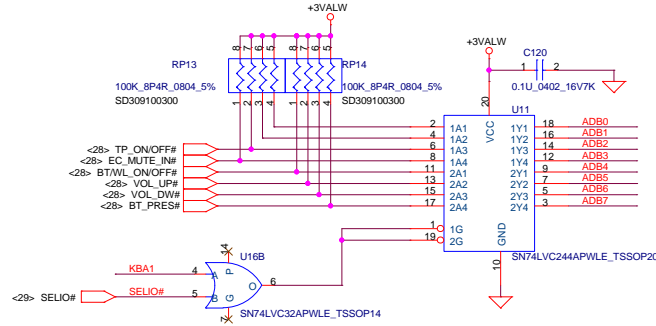 +3VALW
RP13
8 7 6 5 8 7 6 5
RP14
100K_8P4R_0804_5%
100K_8P4R_0804_5%
SD309100300
SD309100300
1 2 3 4 1 2 3 4
+3VALW
C120
1 2
0.1U_0402_16V7K
20
U11
VCC
2 1A1 1Y1 18 ADB0
4 1A2 1Y2 16 ADB1
<28> TP_ON/OFF# 6 1A3 1Y3 14 ADB2
<28> EC_MUTE_IN# 8 1A4 1Y4 12 ADB3
<28> BT/WL_ON/OFF# 11 2A1 2Y1 9 ADB4
<28> VOL_UP# 13 2A2 2Y2 7 ADB5
<28> VOL_DW# 15 2A3 2Y3 5 ADB6
<28> BT_PRES# 17 2A4 2Y4 3 ADB7
1 1G
19 2G
GND
10
SN74LVC244APWLE_TSSOP20
14
U16B
P
KBA1 4 A
O 6
<29> SELIO# SELIO# 5 B
G
7
SN74LVC32APWLE_TSSOP14